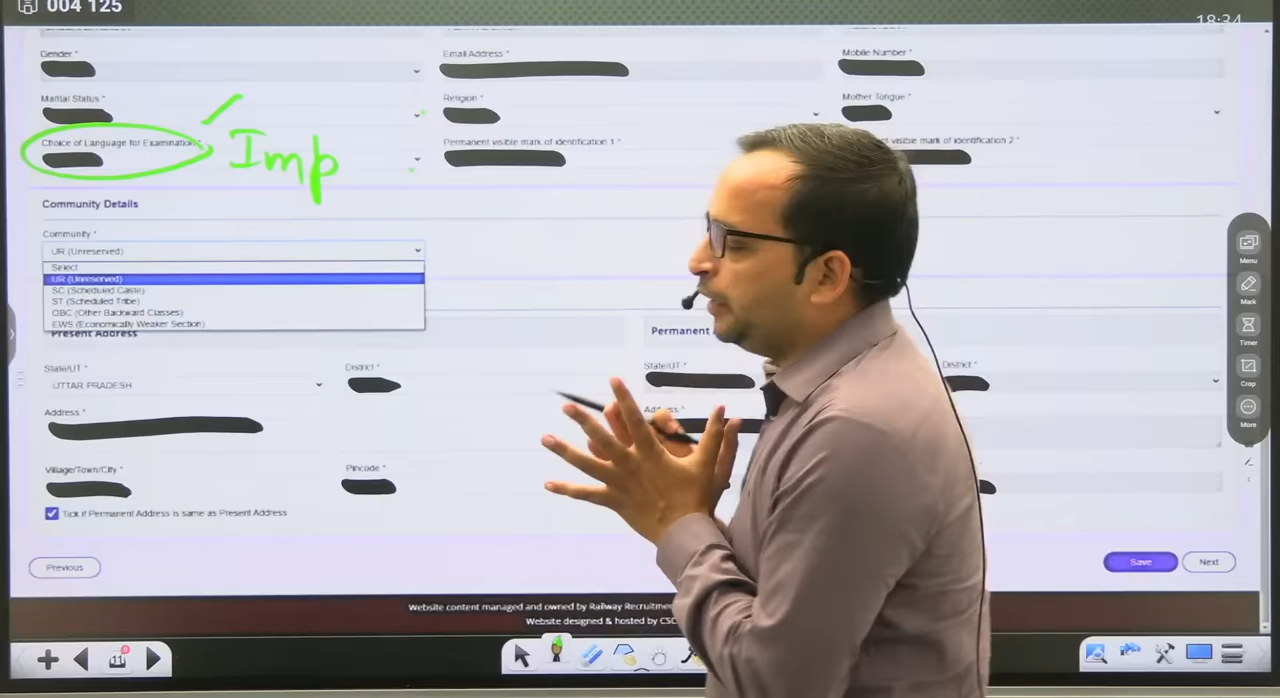 004 125
18:34
Gender *
Email Address *
Mobile Number *
Marital Status *
Religion *
Mother Tongue *
Choice of Language for Examination *
Imp
Permanent visible mark of identification 1 *
visible mark of identification 2 *
Community Details
Community *
UR (Unreserved)
Select
UR (Unreserved)
SC (Scheduled Caste)
ST (Scheduled Tribe)
OBC (Other Backward Classes)
EWS (Economically Weaker Section)
Present Address
Permanent
State/UT *
District *
State/UT *
District *
UTTAR PRADESH
Address *
Address *
Village/Town/City *
Pincode *
Tick if Permanent Address is same as Present Address
Previous
Save
Next
Website content managed and owned by Railway
Website designed & hosted by
Menu
Mark
Timer
Crop
More
11